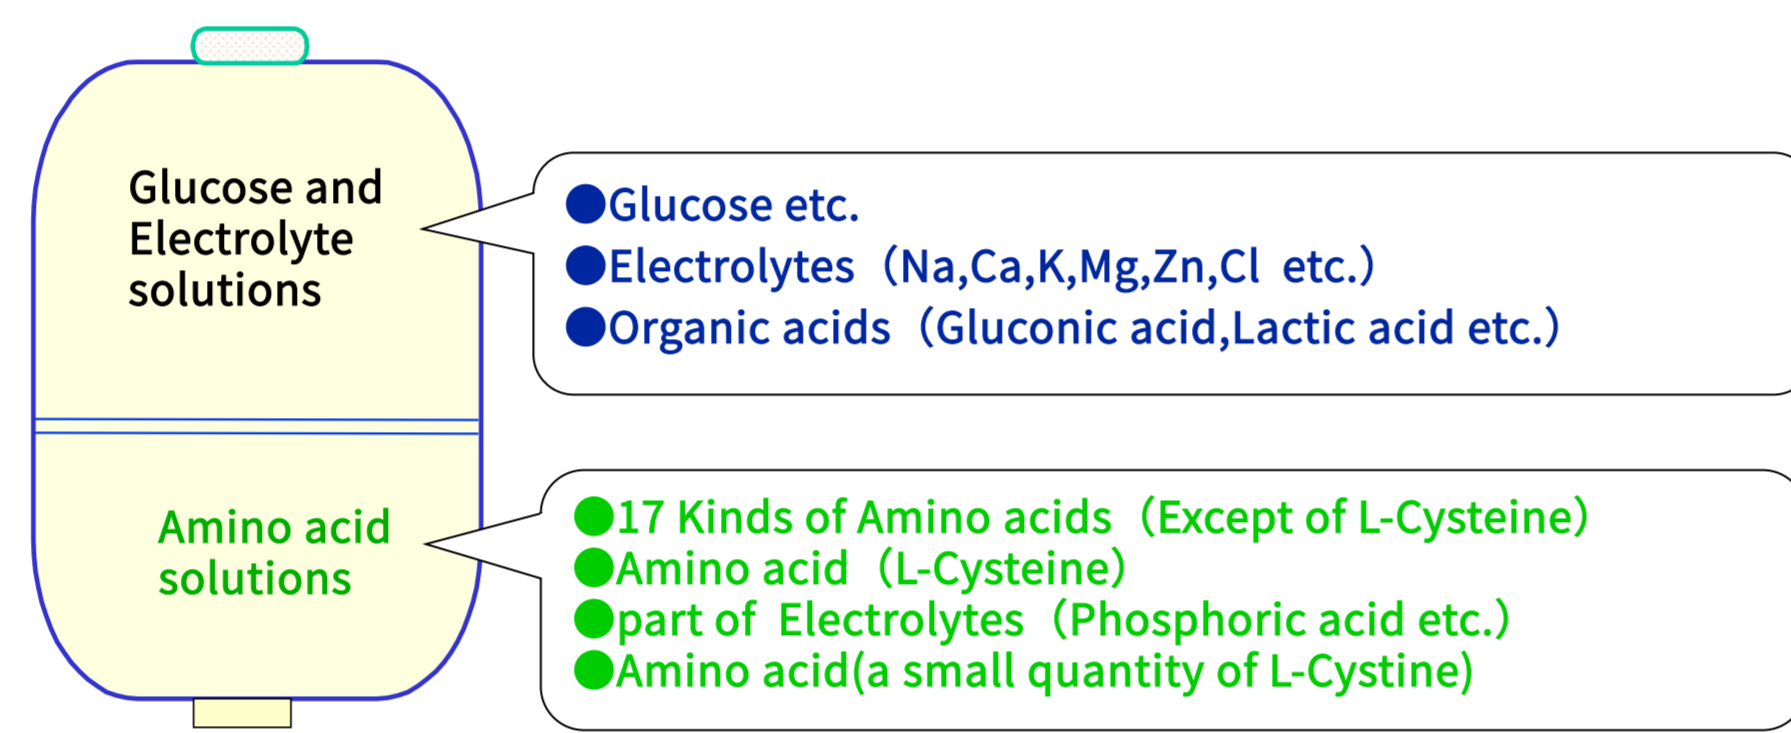 Glucose and
Electrolyte
solutions
●Glucose etc.
●Electrolytes（Na,Ca,K,Mg,Zn,Cl etc.）
●Organic acids（Gluconic acid,Lactic acid etc.）
Amino acid
solutions
●17 Kinds of Amino acids（Except of L-Cysteine）
●Amino acid（L-Cysteine）
●part of Electrolytes（Phosphoric acid etc.）
●Amino acid(a small quantity of L-Cystine)